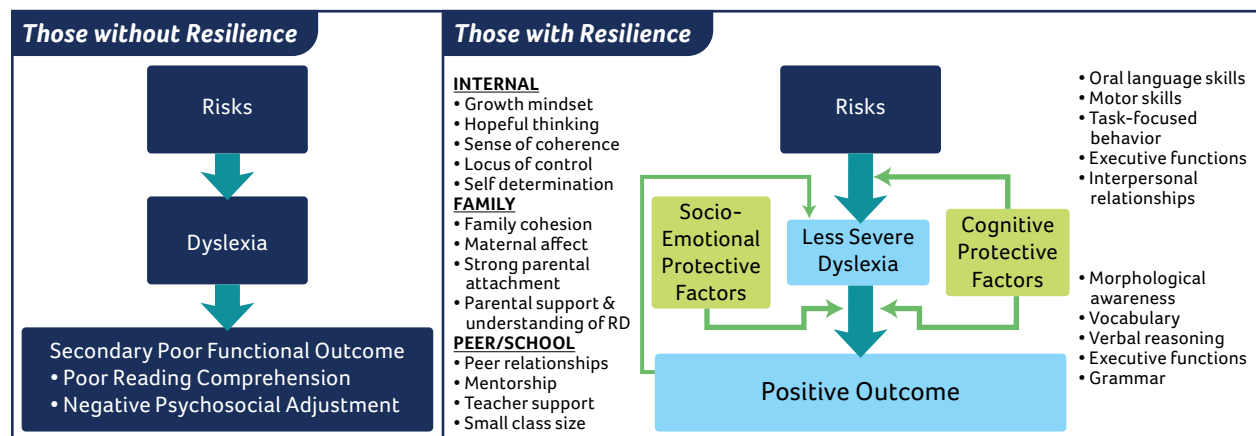 Those without Resilience
Risks
Dyslexia
Secondary Poor Functional Outcome
• Poor Reading Comprehension
• Negative Psychosocial Adjustment
Those with Resilience
INTERNAL
• Growth mindset
• Hopeful thinking
• Sense of coherence
• Locus of control
• Self determination
FAMILY
• Family cohesion
• Maternal affect
• Strong parental
attachment
• Parental support &
understanding of RD
PEER/SCHOOL
• Peer relationships
• Mentorship
• Teacher support
• Small class size
Risks
Socio-
Emotional
Protective
Factors
Less Severe
Dyslexia
Cognitive
Protective
Factors
Positive Outcome
• Oral language skills
• Motor skills
• Task-focused
behavior
• Executive functions
• Interpersonal
relationships
• Morphological
awareness
• Vocabulary
• Verbal reasoning
• Executive functions
• Grammar